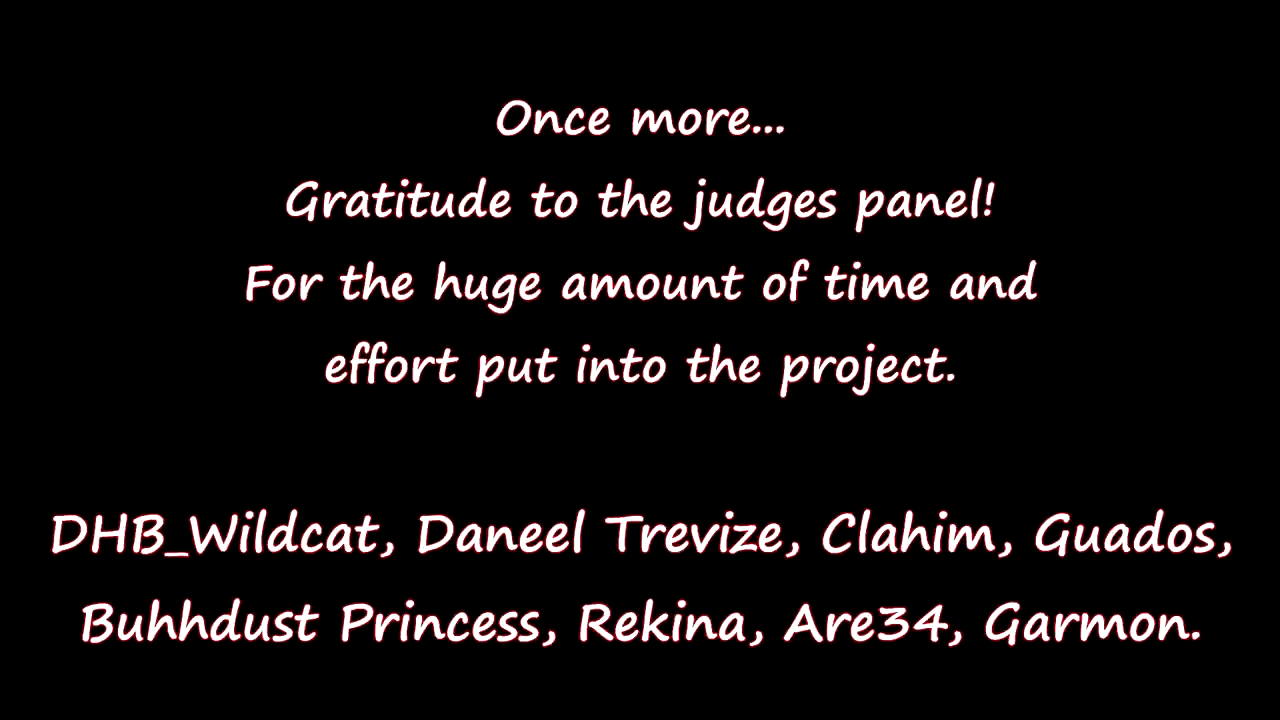 Once more...
Gratitude to the judges panel!
For the huge amount of time and
effort put into the project.
DHB_Wildcat, Daneel Trevize, Clahim, Guados,
Buhhdust Princess, Rekina, Are34, Garmon.